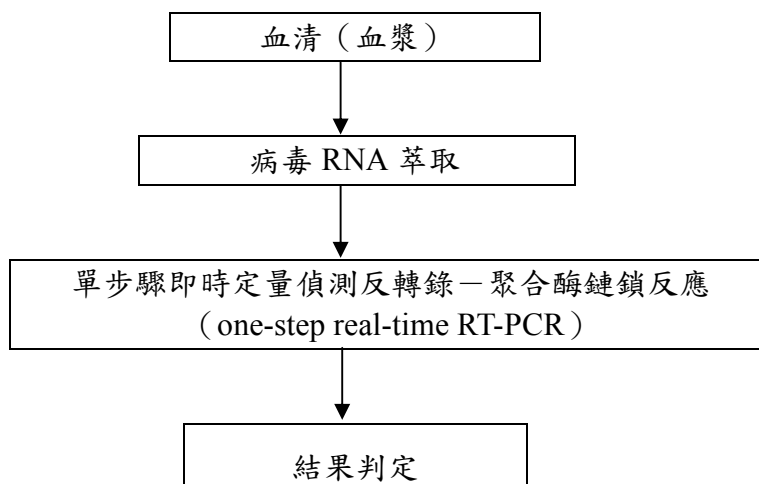 血清（血漿）
病毒 RNA 萃取
單步驟即時定量偵測反轉錄－聚合酶鏈鎖反應
（one-step real-time RT-PCR）
結果判定